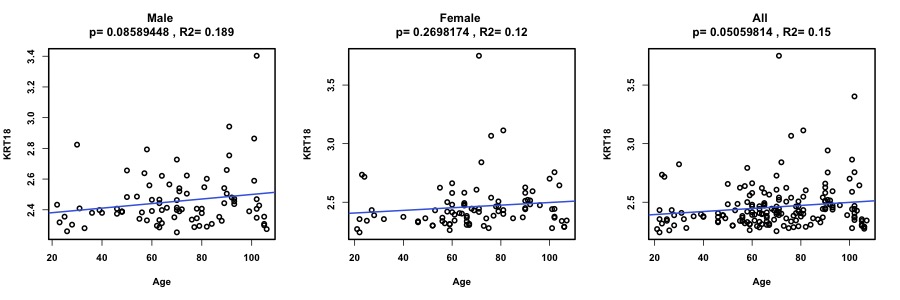 Male
p= 0.08589448 , R2= 0.189
KRT18
3.4
3.2
3.0
2.8
2.6
2.4
20 40 60 80 100
Age
Female
p= 0.2698174 , R2= 0.12
KRT18
3.5
3.0
2.5
20 40 60 80 100
Age
All
p= 0.05059814 , R2= 0.15
KRT18
3.5
3.0
2.5
20 40 60 80 100
Age